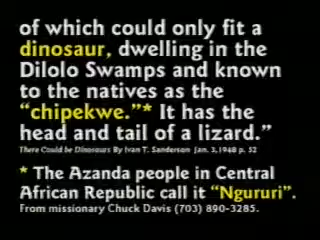 of which could only fit a
dinosaur, dwelling in the
Dilolo Swamps and known
to the natives as the
“chipekwe.”* It has the
head and tail of a lizard.”
There Could be Dinosaurs By Ivan T. Sanderson Jan. 3, 1948 p. 52
* The Azanda people in Central
African Republic call it “Ngururi”.
From missionary Chuck Davis (703) 890-3285.